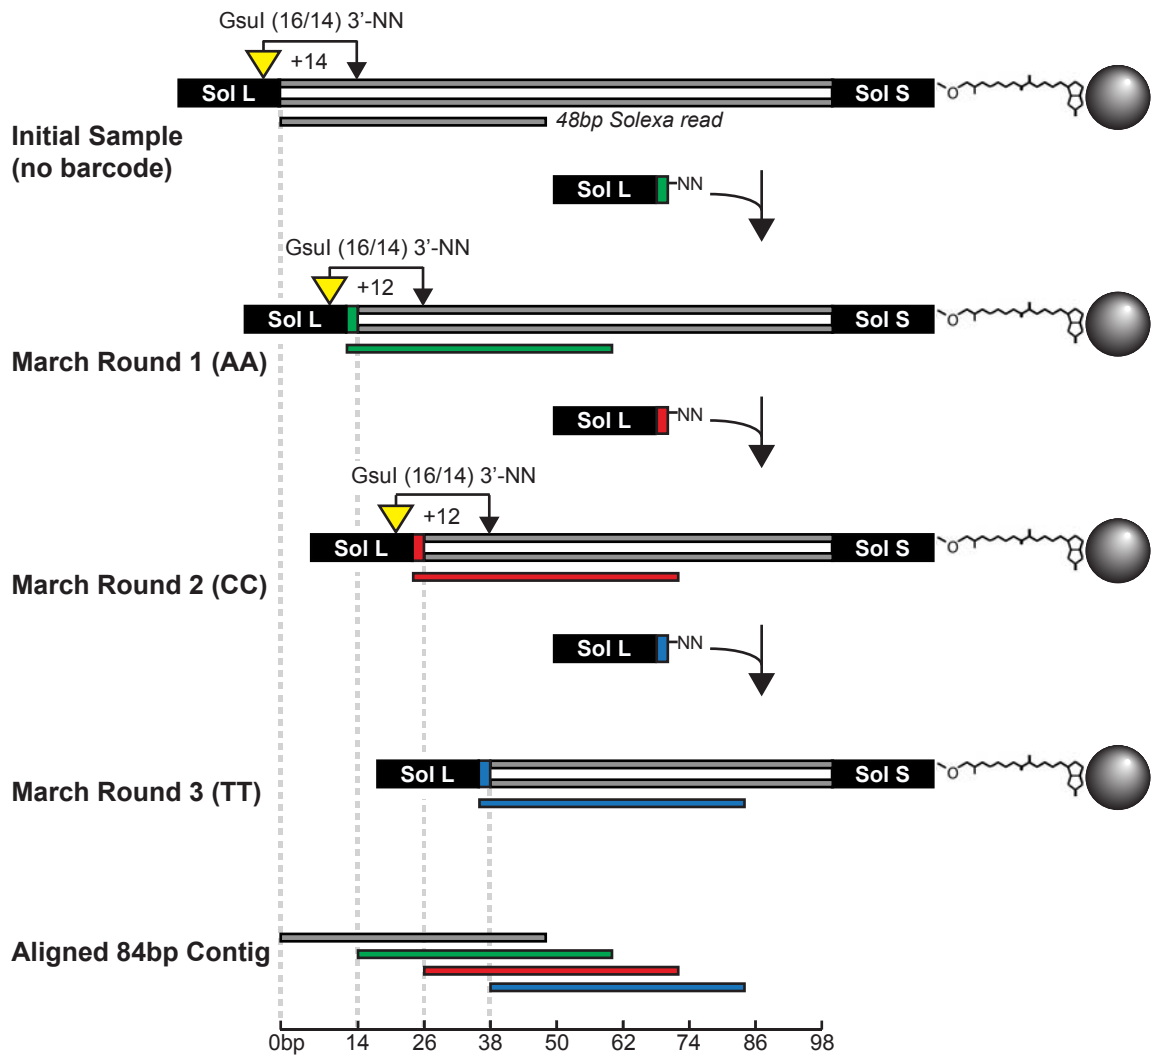 GsuI (16/14) 3'-NN
+14
Sol L
Sol S
O
48bp Solexa read
Initial Sample
(no barcode)
Sol L
-NN
GsuI (16/14) 3'-NN
+12
Sol L
Sol S
O
March Round 1 (AA)
Sol L
-NN
GsuI (16/14) 3'-NN
+12
Sol L
Sol S
O
March Round 2 (CC)
Sol L
-NN
Sol L
Sol S
O
March Round 3 (TT)
Aligned 84bp Contig
0bp 14 26 38 50 62 74 86 98